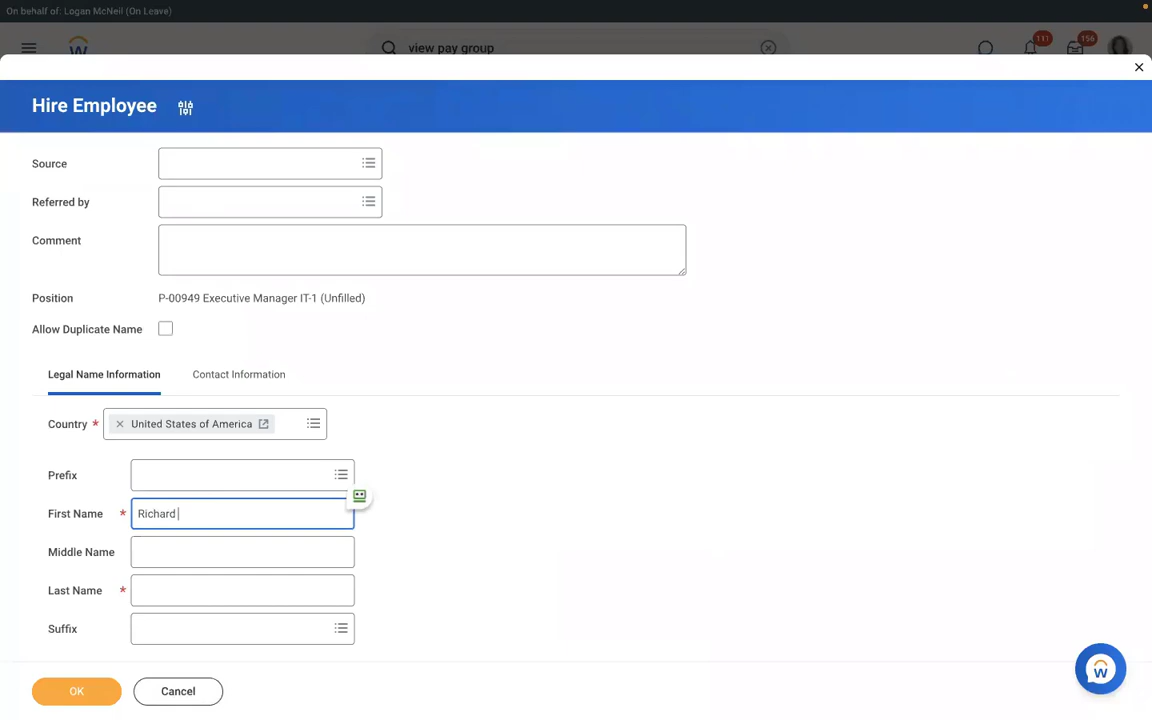 On behalf of: Logan McNeil (On Leave)
view pay group
111
156
Hire Employee
Source
Referred by
Comment
Position P-00949 Executive Manager IT-1 (Unfilled)
Allow Duplicate Name
Legal Name Information Contact Information
Country * United States of America
Prefix
First Name * Richard
Middle Name
Last Name *
Suffix
OK Cancel